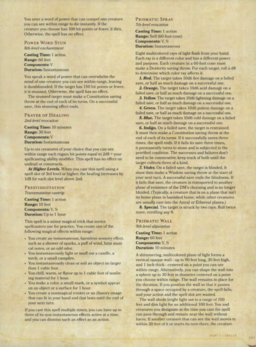 You utter a word of power that can compel one creature
you can see within range to die instantly. If the
creature you choose has 100 hit points or fewer, it dies.
Otherwise, the spell has no effect.
POWER WORD STUN
8th-level enchantment
Casting Time: 1 action
Range: 60 feet
Components: V
Duration: Instantaneous
You speak a word of power that can overwhelm the
mind of one creature you can see within range, leaving
it dumbfounded. If the target has 150 hit points or fewer,
it is stunned. Otherwise, the spell has no effect.
The stunned target must make a Constitution saving
throw at the end of each of its turns. On a successful
save, this stunning effect ends.
PRAYER OF HEALING
2nd-level evocation
Casting Time: 10 minutes
Range: 30 feet
Components: V
Duration: Instantaneous
Up to six creatures of your choice that you can see
within range each regain hit points equal to 2d8 + your
spellcasting ability modifier. This spell has no effect on
undead or constructs.
At Higher Levels. When you cast this spell using a
spell slot of 3rd level or higher, the healing increases by
1d8 for each slot level above 2nd.
PRESTIDIGITATION
Transmutation cantrip
Casting Time: 1 action
Range: 10 feet
Components: V, S
Duration: Up to 1 hour
This spell is a minor magical trick that novice
spellcasters use for practice. You create one of the
following magical effects within range:
• You create an instantaneous, harmless sensory effect,
such as a shower of sparks, a puff of wind, faint musi-
cal notes, or an odd odor.
• You instantaneously light or snuff out a candle, a
torch, or a small campfire.
• You instantaneously clean or soil an object no larger
than 1 cubic foot.
• You chill, warm, or flavor up to 1 cubic foot of nonliv-
ing material for 1 hour.
• You make a color, a small mark, or a symbol appear
on an object or a surface for 1 hour.
• You create a nonmagical trinket or an illusory image
that can fit in your hand and that lasts until the end of
your next turn.
If you cast this spell multiple times, you can have up to
three of its non-instantaneous effects active at a time,
and you can dismiss such an effect as an action.
PRISMATIC SPRAY
7th-level evocation
Casting Time: 1 action
Range: Self (60-foot cone)
Components: V, S
Duration: Instantaneous
Eight multicolored rays of light flash from your hand.
Each ray is a different color and has a different power
and purpose. Each creature in a 60-foot cone must
make a Dexterity saving throw. For each target, roll a d8
to determine which color ray affects it.
1. Red. The target takes 10d6 fire damage on a failed
save, or half as much damage on a successful one.
2. Orange. The target takes 10d6 acid damage on a
failed save, or half as much damage on a successful one.
3. Yellow. The target takes 10d6 lightning damage on a
failed save, or half as much damage on a successful one.
4. Green. The target takes 10d6 poison damage on a
failed save, or half as much damage on a successful one.
5. Blue. The target takes 10d6 cold damage on a failed
save, or half as much damage on a successful one.
6. Indigo. On a failed save, the target is restrained.
It must then make a Constitution saving throw at the
end of each of its turns. If it successfully saves three
times, the spell ends. If it fails its save three times,
it permanently turns to stone and is subjected to the
petrified condition. The successes and failures don't
need to be consecutive; keep track of both until the
target collects three of a kind.
7. Violet. On a failed save, the target is blinded. It
must then make a Wisdom saving throw at the start of
your next turn. A successful save ends the blindness. If
it fails that save, the creature is transported to another
plane of existence of the DM's choosing and is no longer
blinded. (Typically, a creature that is on a plane that isn't
its home plane is banished home, while other creatures
are usually cast into the Astral or Ethereal planes.)
8. Special. The target is struck by two rays. Roll twice
more, rerolling any 8.
PRISMATIC WALL
9th-level abjuration
Casting Time: 1 action
Range: 60 feet
Components: V, S
Duration: 10 minutes
A shimmering, multicolored plane of light forms a
vertical opaque wall—up to 90 feet long, 30 feet high,
and 1 inch thick—centered on a point you can see
within range. Alternatively, you can shape the wall into
a sphere up to 30 feet in diameter centered on a point
you choose within range. The wall remains in place for
the duration. If you position the wall so that it passes
through a space occupied by a creature, the spell fails,
and your action and the spell slot are wasted.
The wall sheds bright light out to a range of 100
feet and dim light for an additional 100 feet. You and
creatures you designate at the time you cast the spell
can pass through and remain near the wall without
harm. If another creature that can see the wall moves to
within 20 feet of it or starts its turn there, the creature